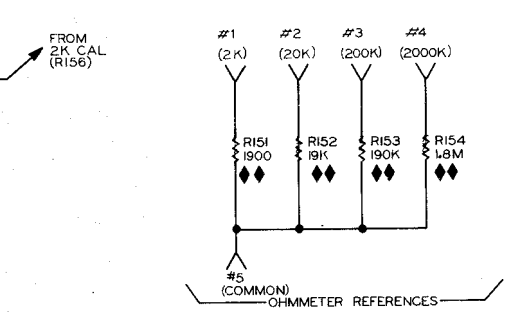 FROM
2K CAL
(R156)
#1 #2 #3 #4
(2K) (20K) (200K) (2000K)
R151 R152 R153 R154
1900 19K 190K 1.8M
#5
(COMMON)
OHMMETER REFERENCES